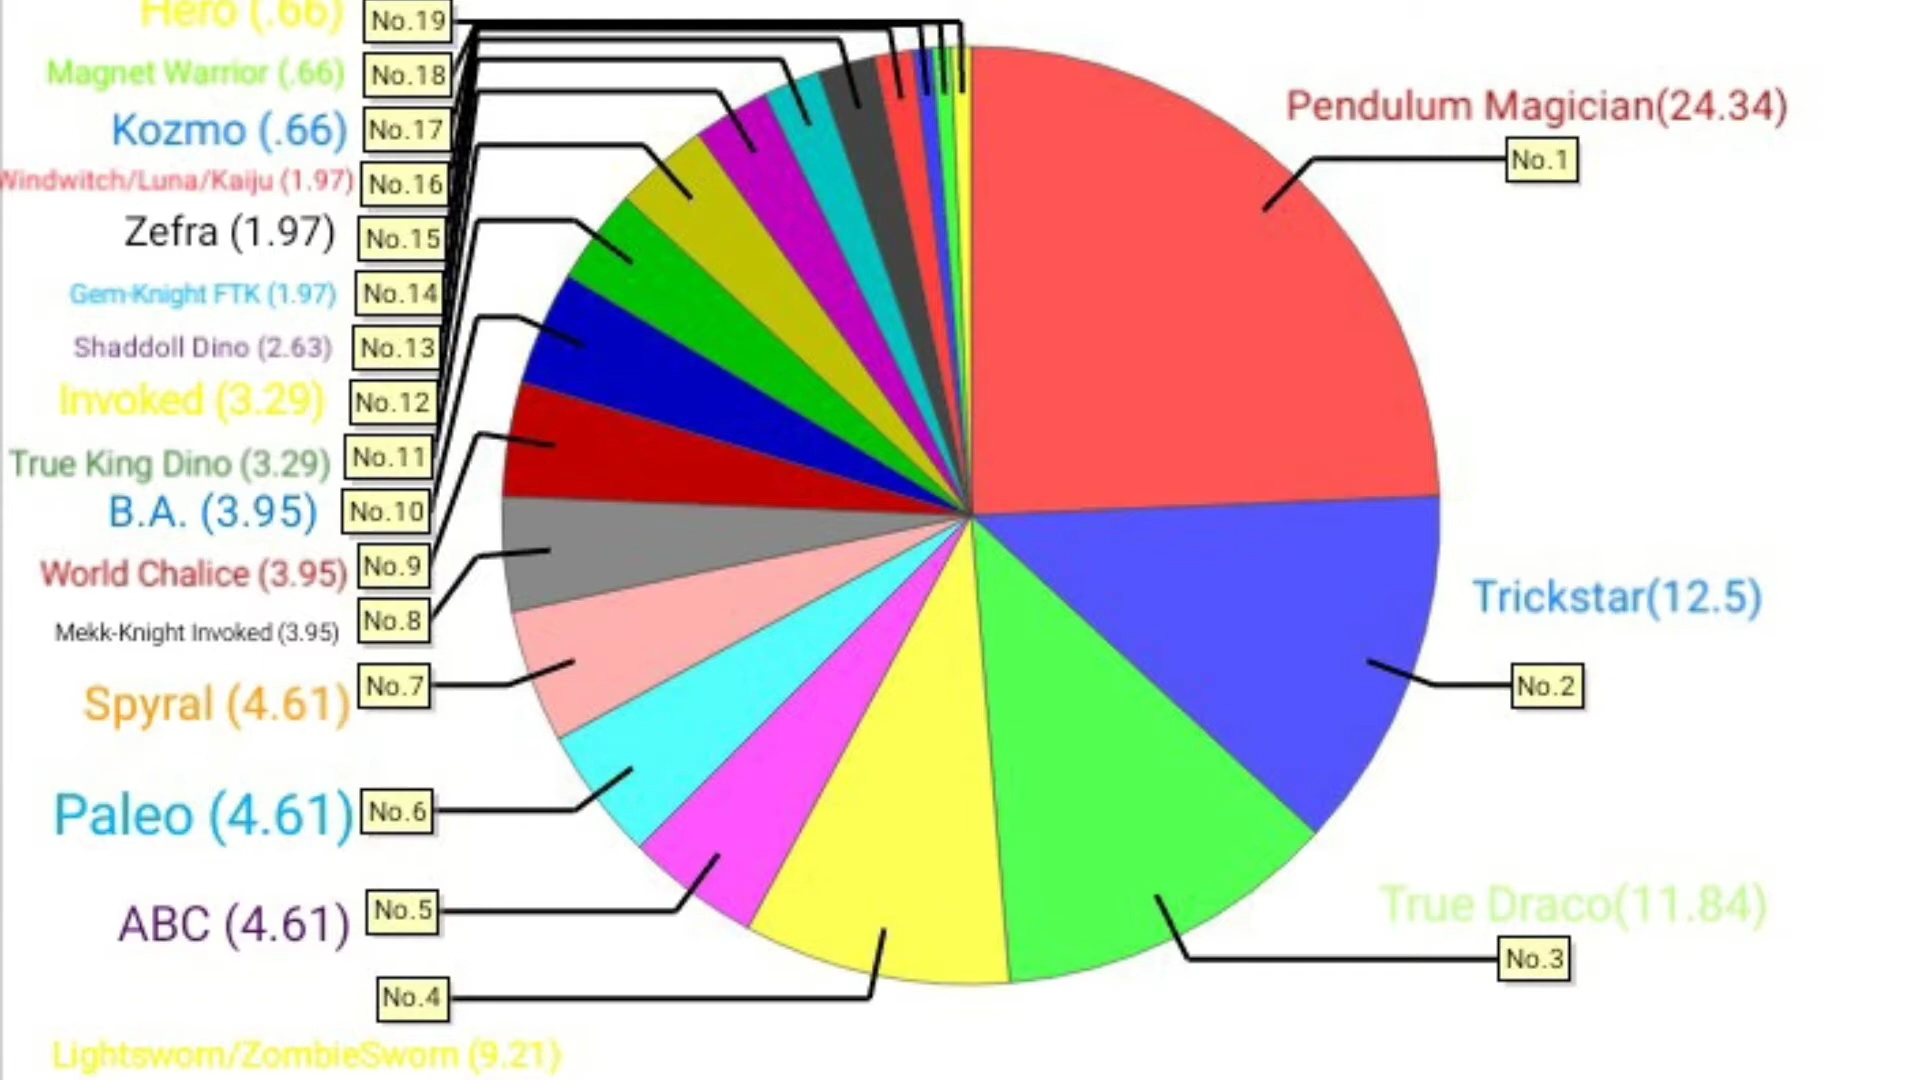 Hero (.66)
No.19
Magnet Warrior (.66)
No.18
Kozmo (.66)
No.17
Windwitch/Luna/Kaiju (1.97)
No.16
Zefra (1.97)
No.15
Gem-Knight FTK (1.97)
No.14
Shaddoll Dino (2.63)
No.13
Invoked (3.29)
No.12
True King Dino (3.29)
No.11
B.A. (3.95)
No.10
World Chalice (3.95)
No.9
Mekk-Knight Invoked (3.95)
No.8
Spyral (4.61)
No.7
Paleo (4.61)
No.6
ABC (4.61)
No.5
No.4
Lightsworn/ZombieSworn (9.21)
Pendulum Magician(24.34)
No.1
Trickstar(12.5)
No.2
True Draco(11.84)
No.3